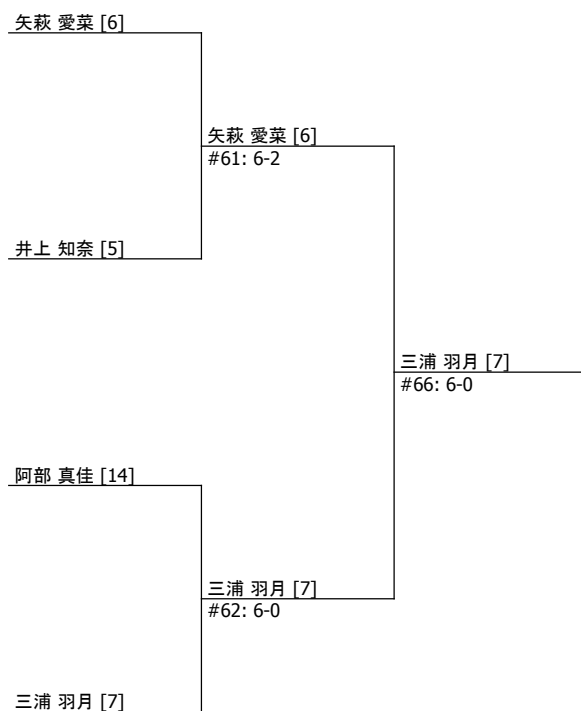 矢萩 愛菜 [6]
矢萩 愛菜 [6]
#61: 6-2
井上 知奈 [5]
三浦 羽月 [7]
#66: 6-0
阿部 真佳 [14]
三浦 羽月 [7]
#62: 6-0
三浦 羽月 [7]